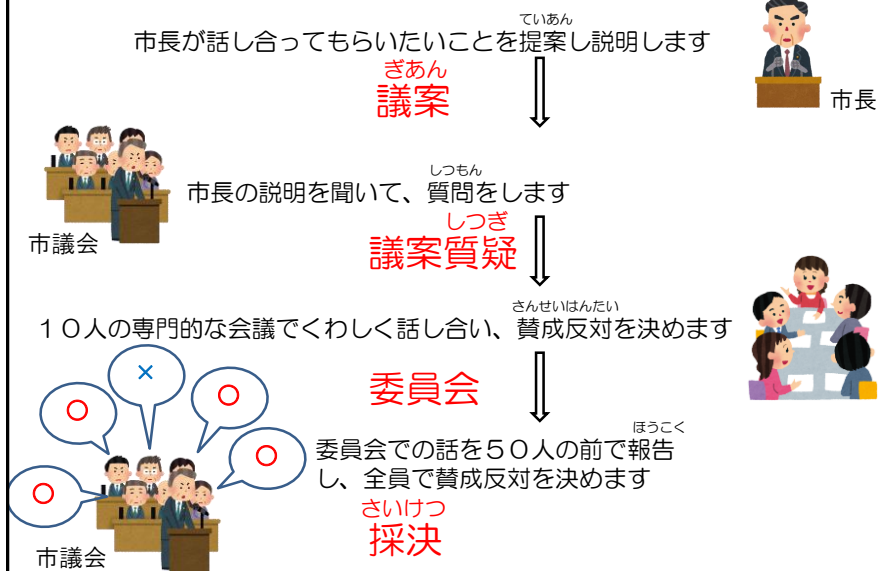 ていあん
市長が話し合ってもらいたいことを提案し説明します
ぎあん
議案
市長
しつもん
市長の説明を聞いて、質問をします
市議会
しつぎ
議案質疑
さんせいはんたい
１０人の専門的な会議でくわしく話し合い、賛成反対を決めます
×
○
○
委員会
ほうこく
委員会での話を５０人の前で報告
し、全員で賛成反対を決めます
○
○
さいけつ
採決
市議会